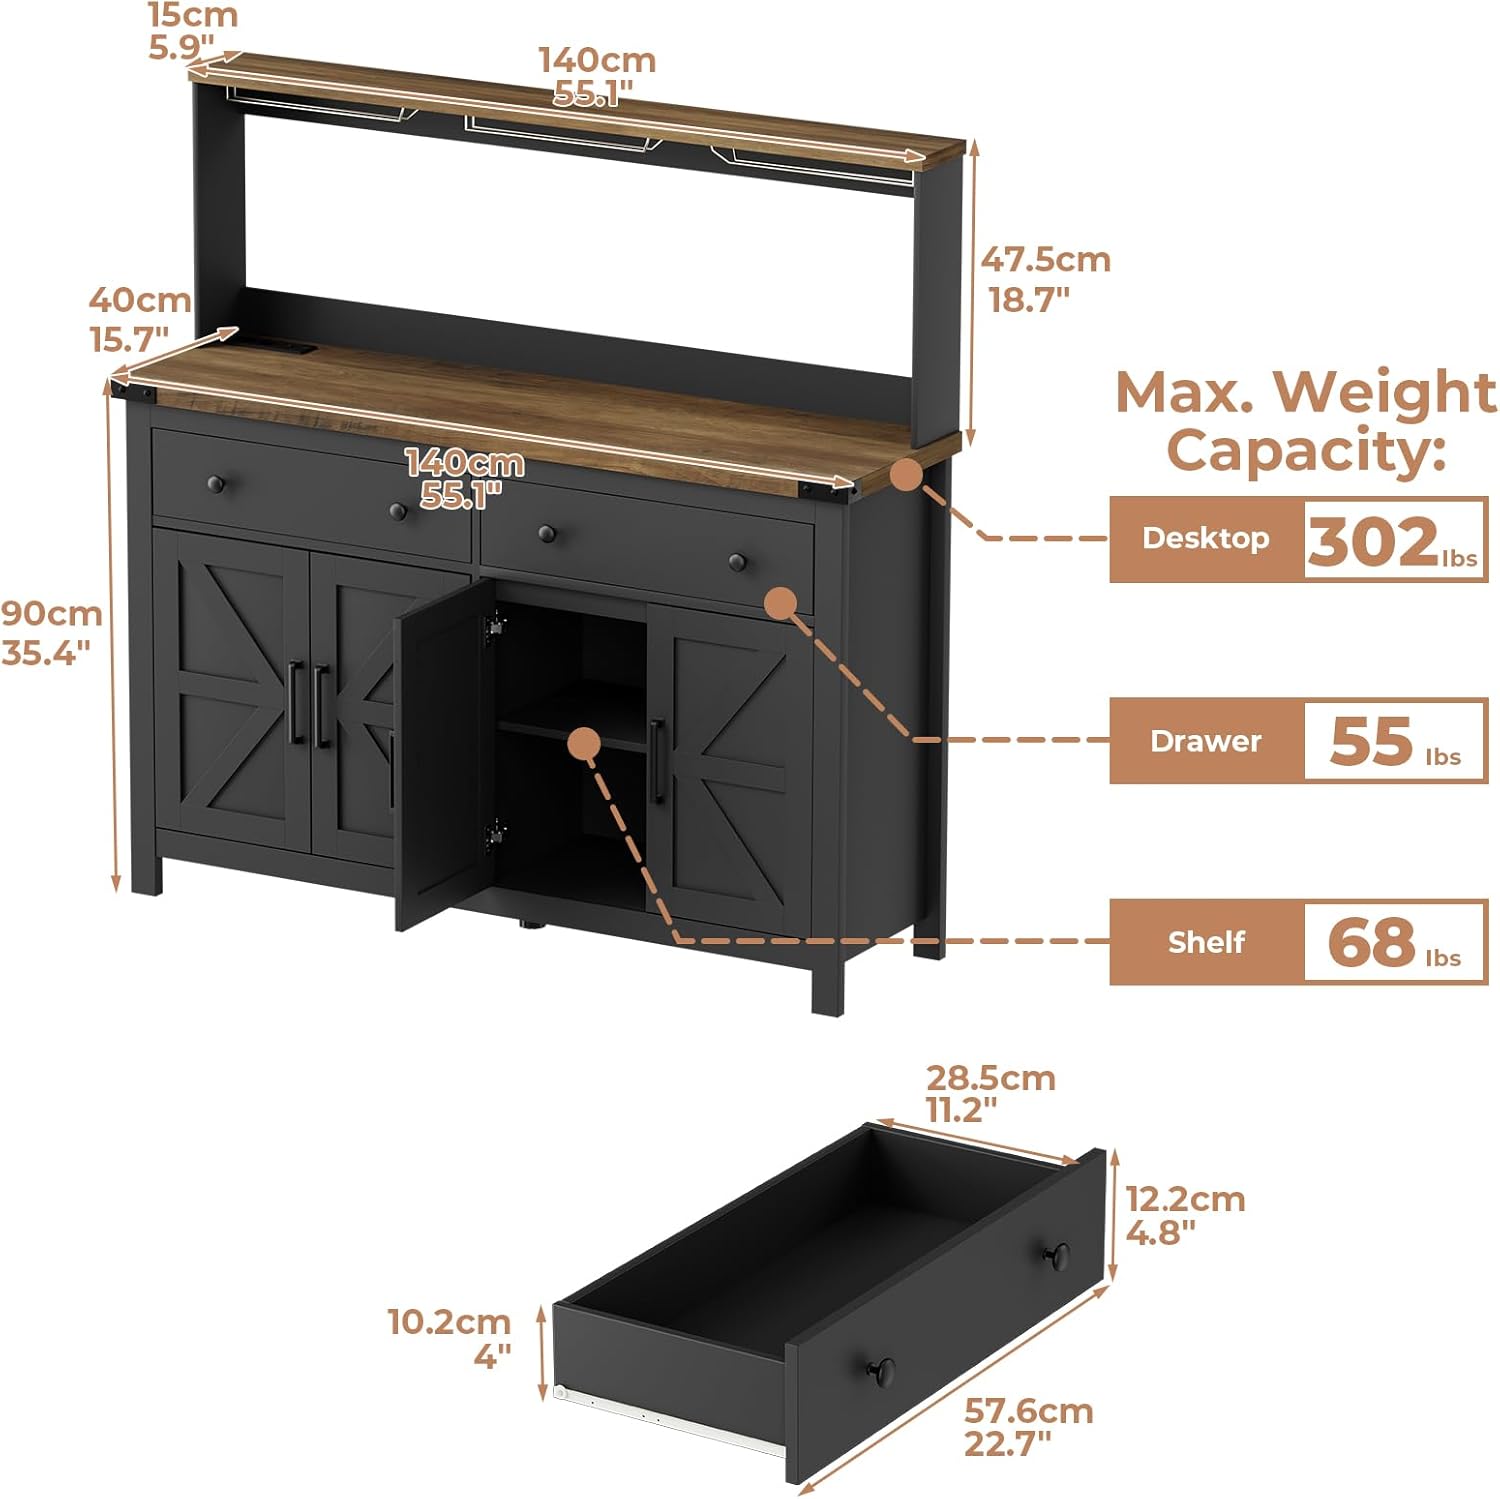 15cm
5.9"
140cm
55.1"
47.5cm
18.7"
40cm
15.7"
140cm
55.1"
90cm
35.4"
Max. Weight
Capacity:
Desktop 302lbs
Drawer 55 lbs
Shelf 68 lbs
28.5cm
11.2"
12.2cm
4.8"
10.2cm
4"
57.6cm
22.7"